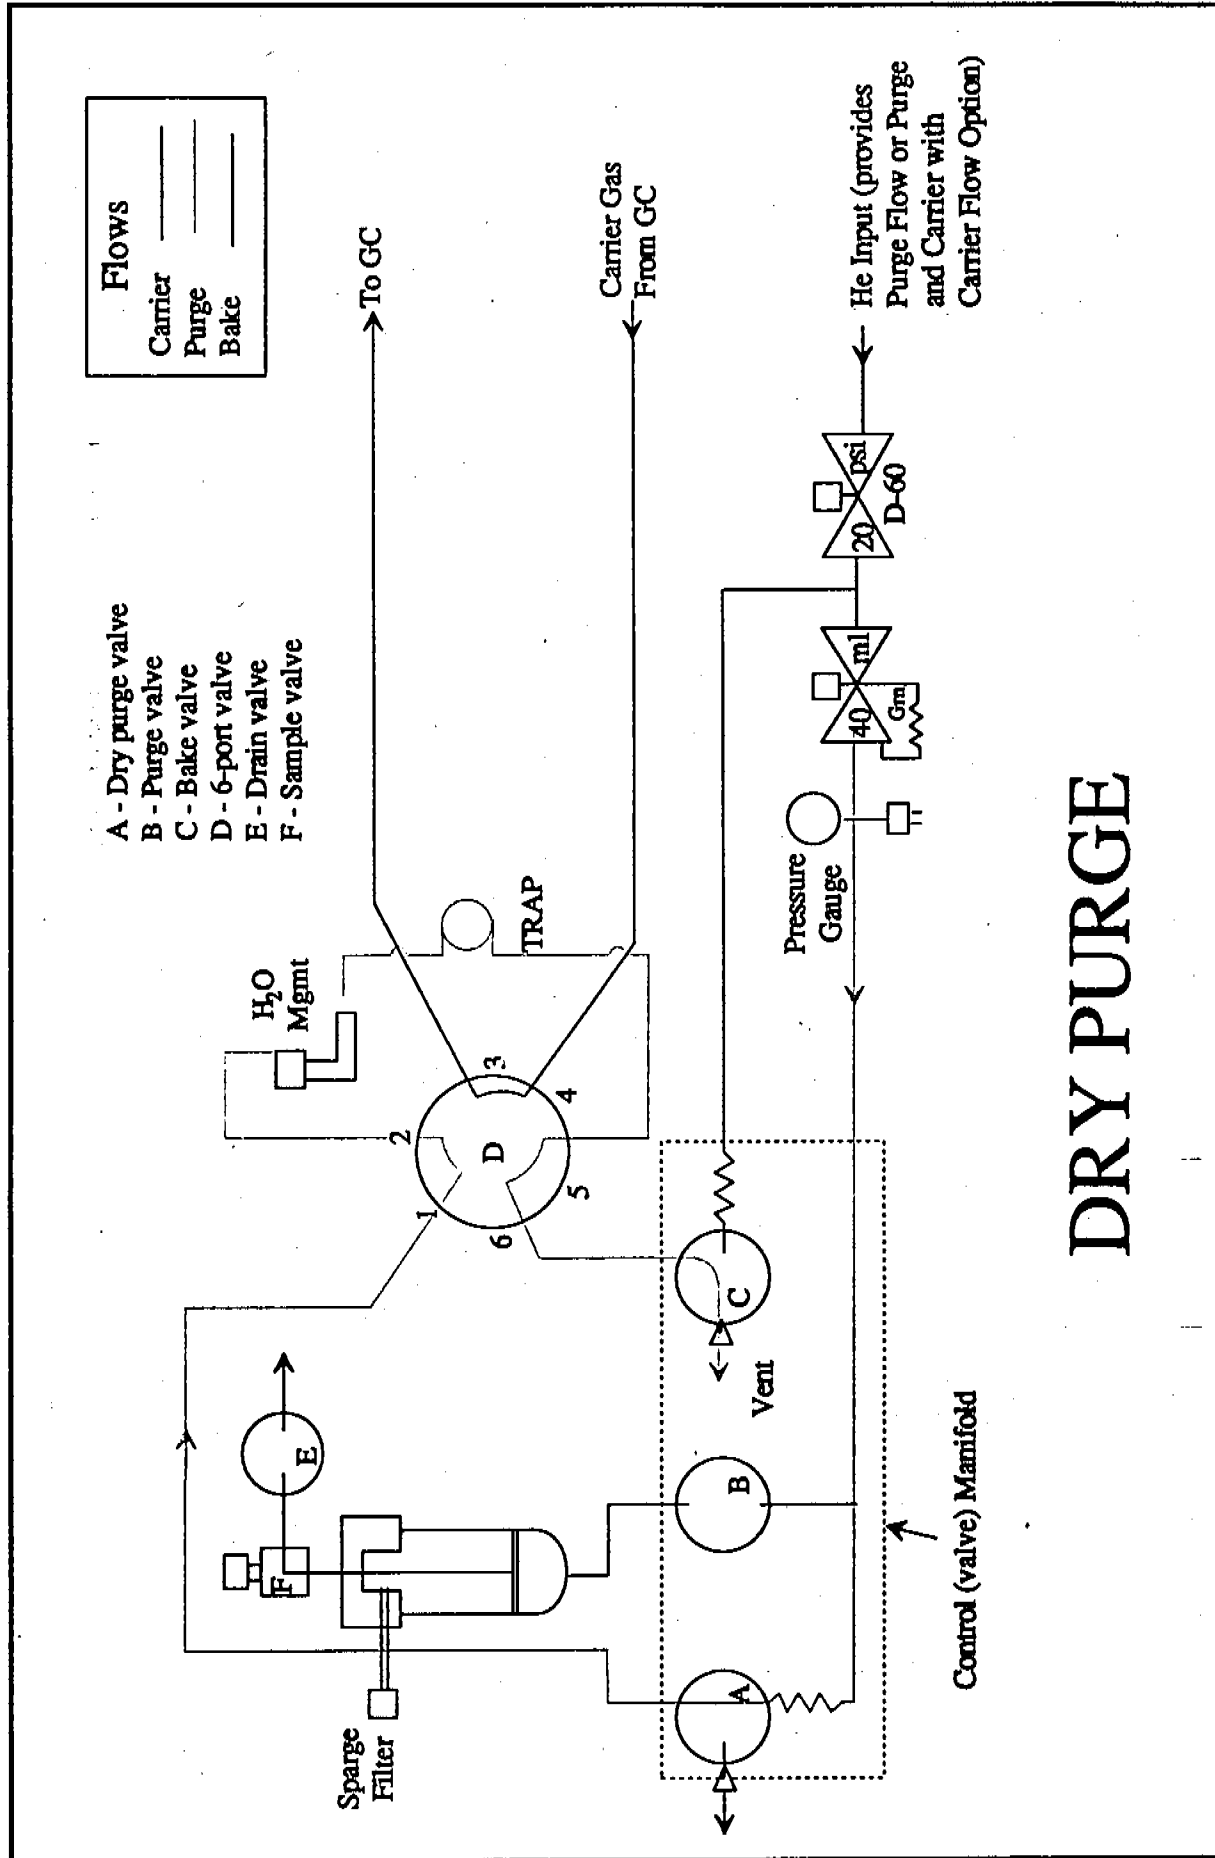 Flows
Carrier
Purge
Bake
A - Dry purge valve
B - Purge valve
C - Bake valve
D - 6-port valve
E - Drain valve
F - Sample valve
To GC
Carrier Gas
From GC
He Input (provides
Purge Flow or Purge
and Carrier with
Carrier Flow Option)
H₂O
Mgmt
TRAP
1
2
3
4
5
6
D
E
F
Sparge
Filter
A
B
C
Vent
Pressure
Gauge
40 ml
Gm
20 psi
D-60
Control (valve) Manifold
DRY PURGE